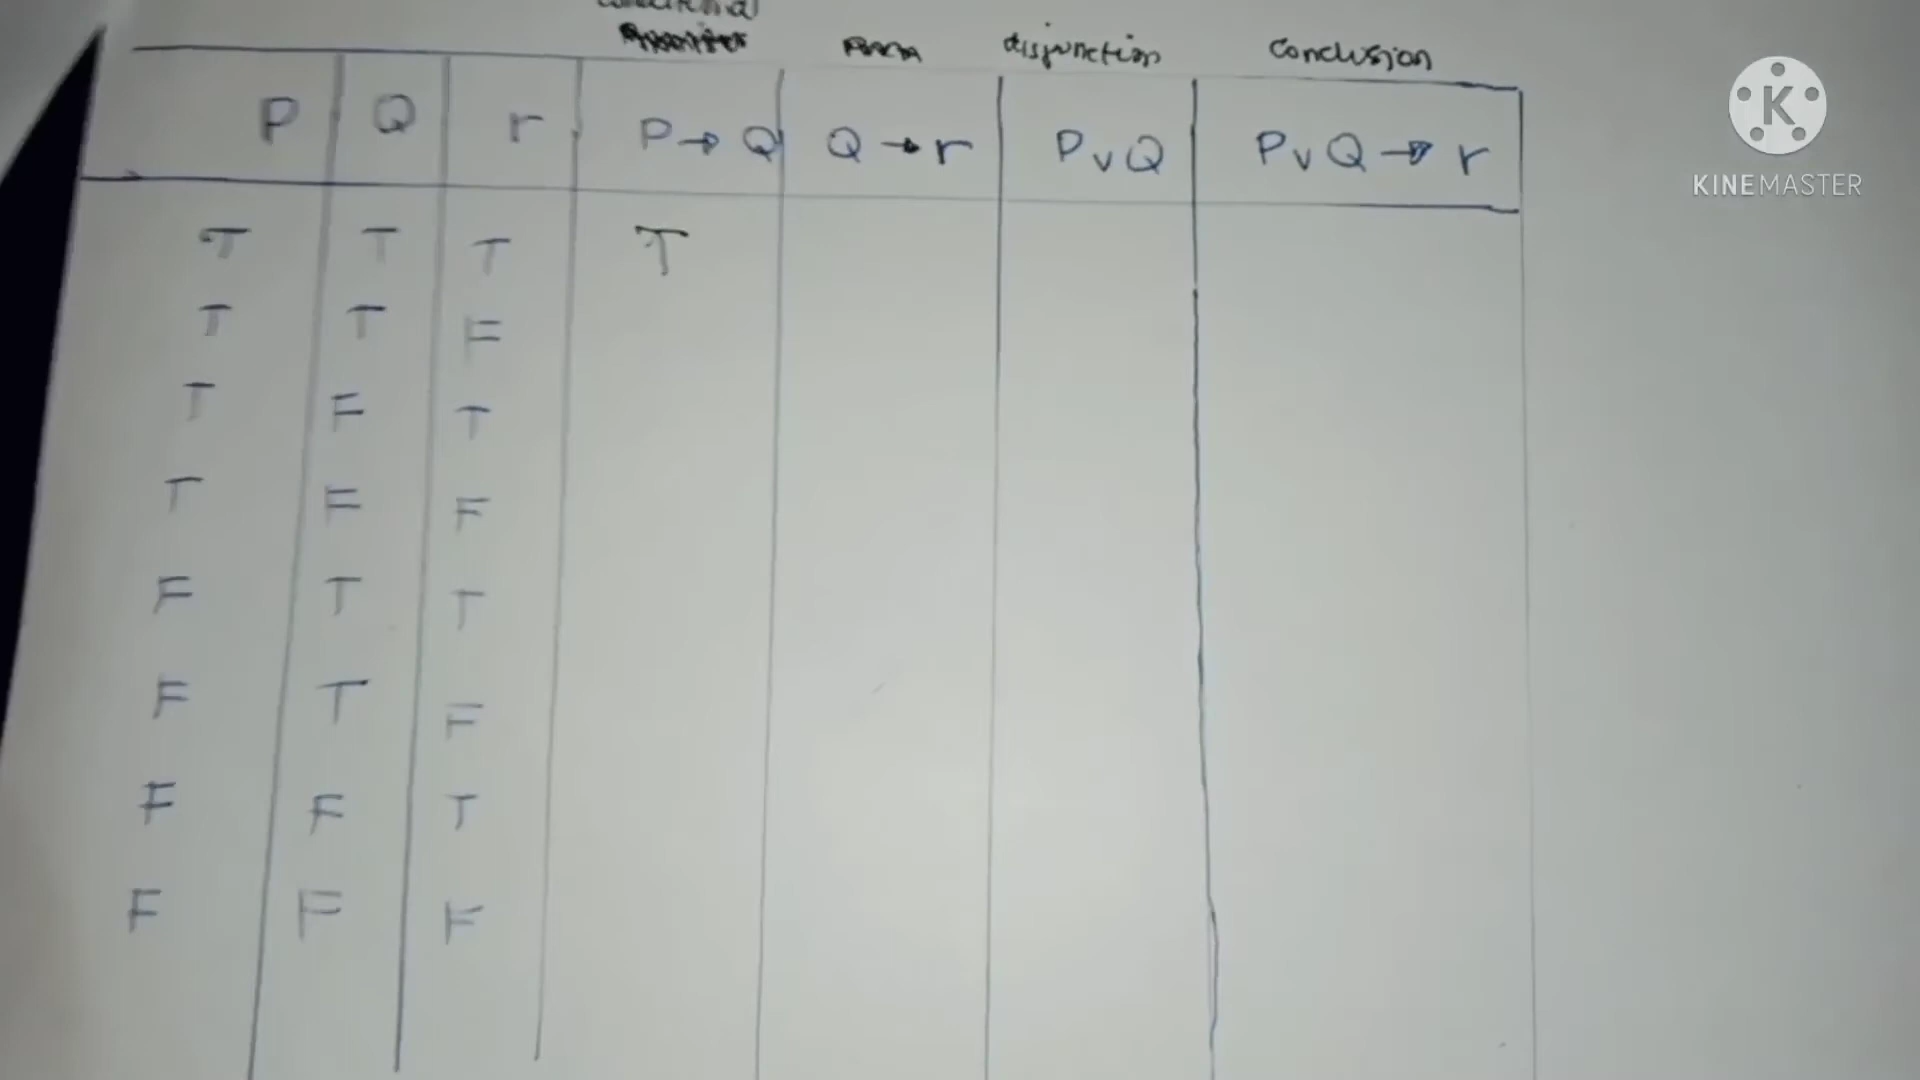 disjunction conclusion
P Q r P → Q Q → r P ∨ Q P ∨ Q → r
T T T T
T T F
T F T
T F F
F T T
F T F
F F T
F F F
K
KINEMASTER